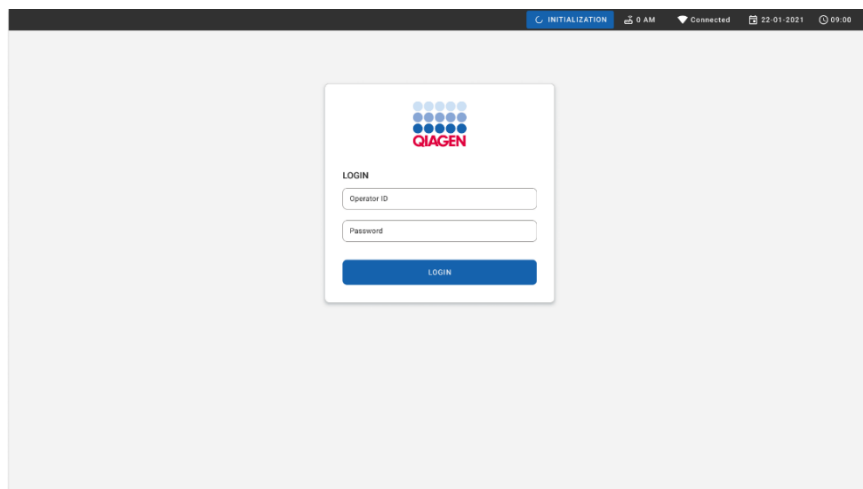 INITIALIZATION 0 AM Connected 22-01-2021 09:00
QIAGEN
LOGIN
Operator ID
Password
LOGIN